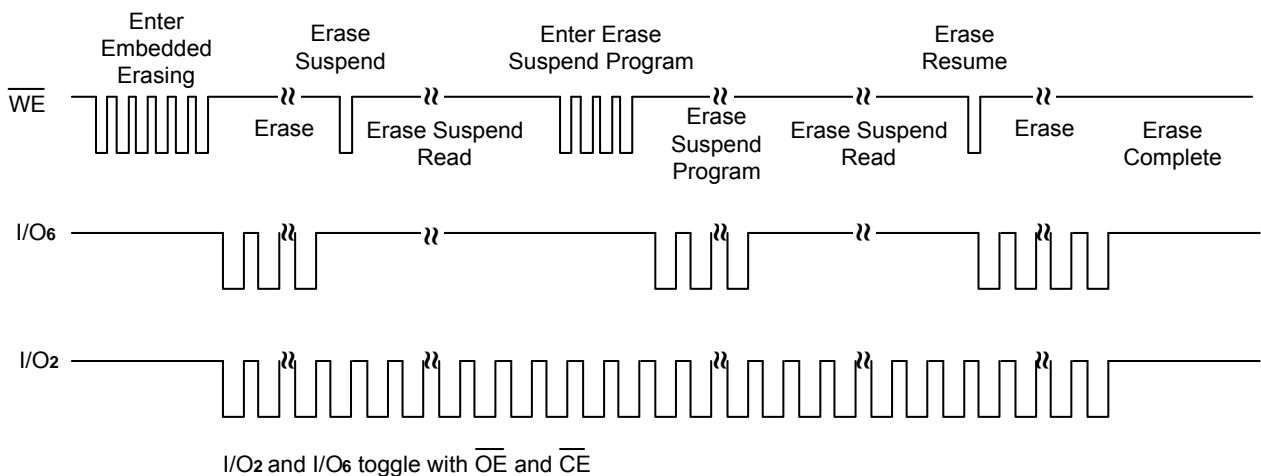 Enter
Embedded
Erasing
Erase
Suspend
Enter Erase
Suspend Program
Erase
Resume
WE
Erase
Erase Suspend
Read
Erase
Suspend
Program
Erase Suspend
Read
Erase
Erase
Complete
I/O6
I/O2
I/O2 and I/O6 toggle with OE and CE